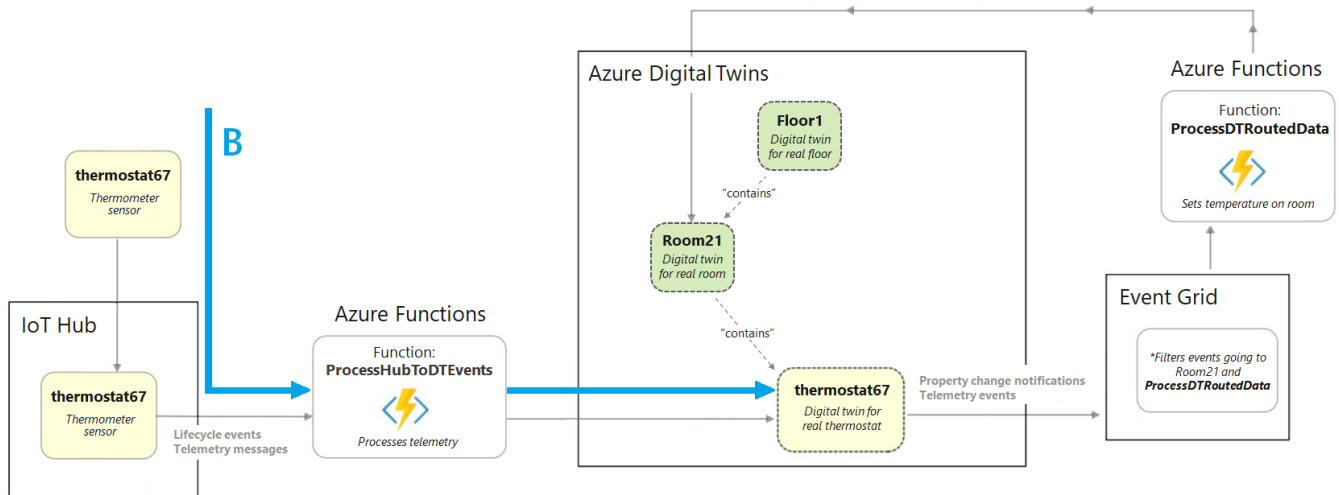 Azure Digital Twins
Floor1
Digital twin
for real floor
"contains"
Room21
Digital twin
for real room
"contains"
thermostat67
Digital twin for
real thermostat
Azure Functions
Function:
ProcessDTRoutedData
Sets temperature on room
B
thermostat67
Thermometer
sensor
IoT Hub
thermostat67
Thermometer
sensor
Lifecycle events
Telemetry messages
Azure Functions
Function:
ProcessHubToDTEvents
Processes telemetry
Property change notifications
Telemetry events
Event Grid
*Filters events going to
Room21 and
ProcessDTRoutedData